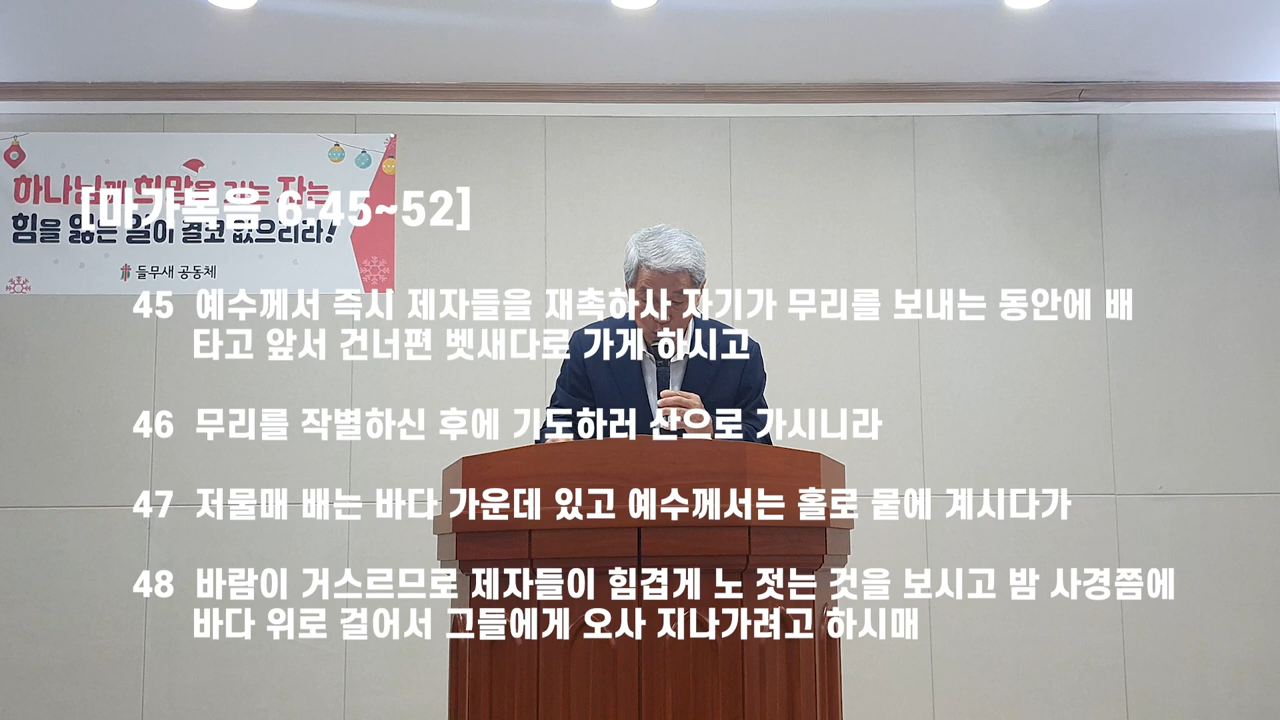 하나님께 희망을 거는 자는
[마가복음 6:45~52]
힘을 잃는 일이 결코 없으리라!
들무새 공동체
45 예수께서 즉시 제자들을 재촉하사 자기가 무리를 보내는 동안에 배
타고 앞서 건너편 벳새다로 가게 하시고
46 무리를 작별하신 후에 기도하러 산으로 가시니라
47 저물매 배는 바다 가운데 있고 예수께서는 홀로 뭍에 계시다가
48 바람이 거스르므로 제자들이 힘겹게 노 젓는 것을 보시고 밤 사경쯤에
바다 위로 걸어서 그들에게 오사 지나가려고 하시매